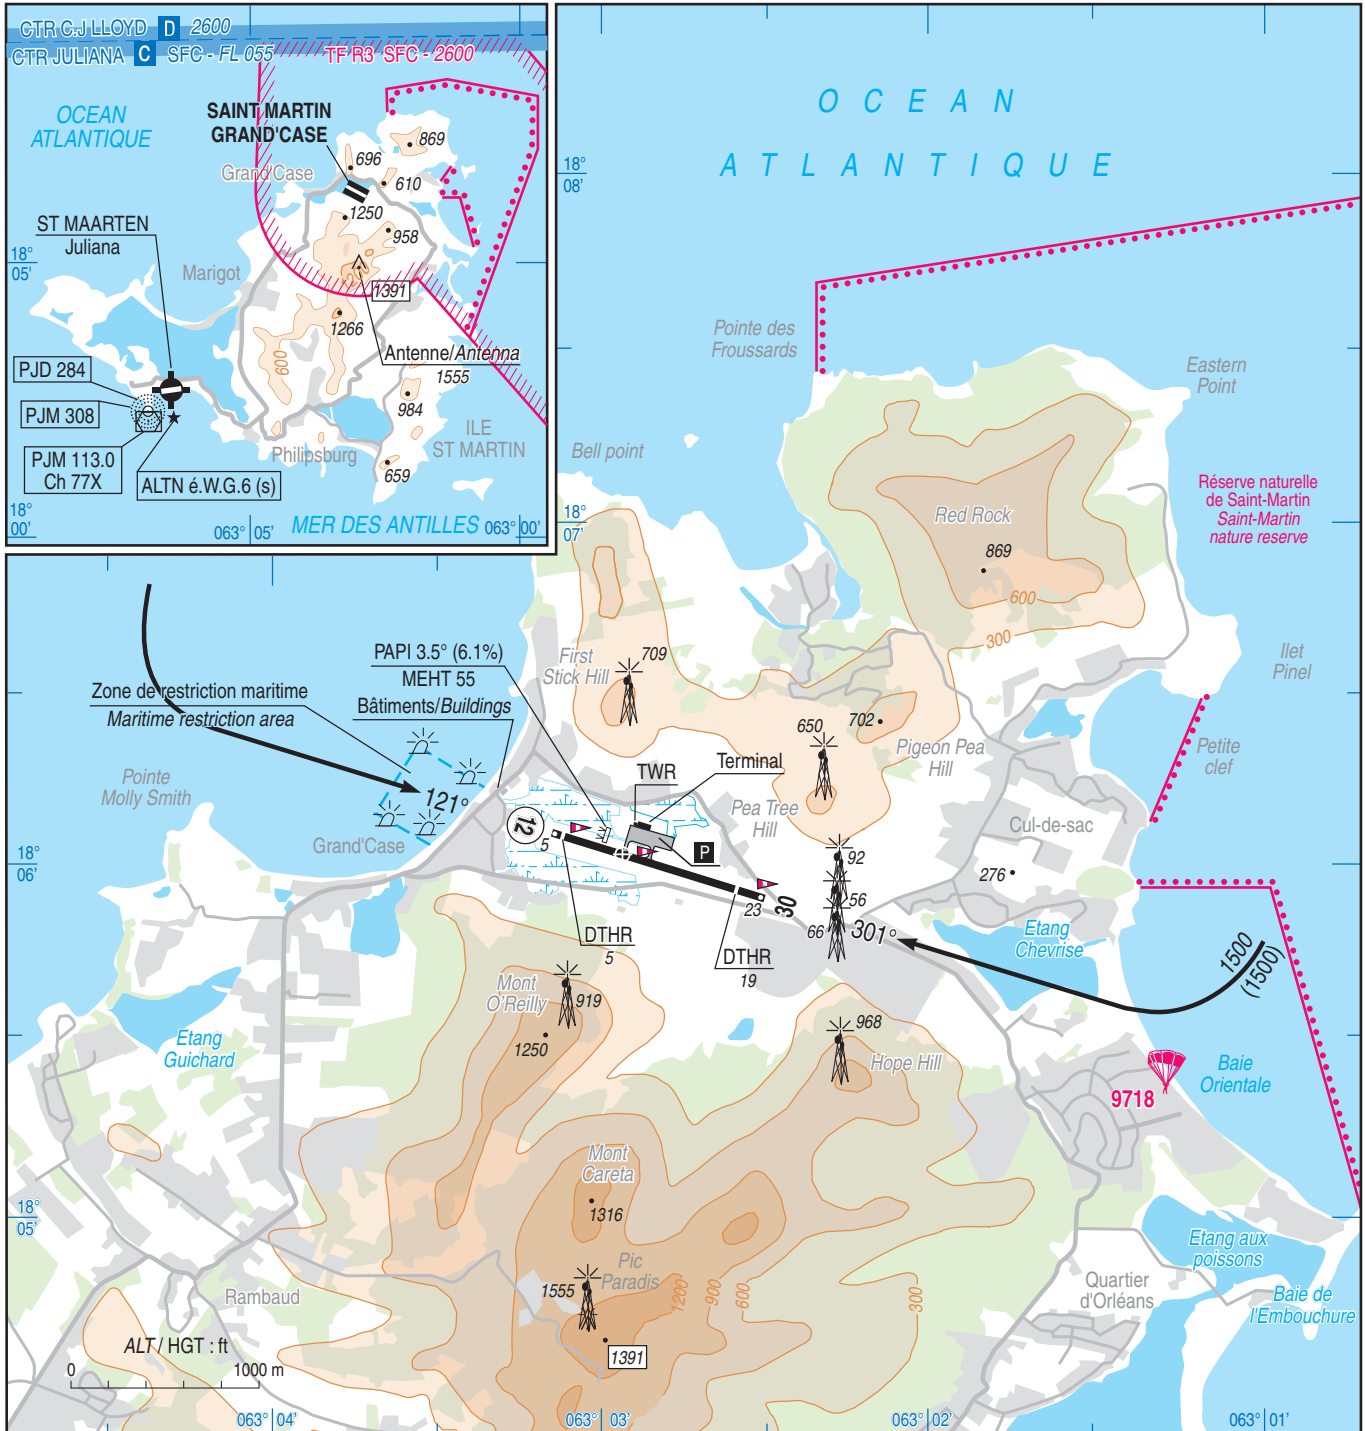 CTR C.J LLOYD D 2600
CTR JULIANA C SFC - FL 055
TF R3 SFC - 2600
OCEAN
ATLANTIQUE
SAINT MARTIN
GRAND'CASE
869
696
Grand'Case
610
1250
958
ST MAARTEN
Juliana
18°
05'
Marigot
1391
1266
600
Antenne/Antenna
1555
PJD 284
PJM 308
984
ILE
ST MARTIN
PJM 113.0
Ch 77X
ALTN é.W.G.6 (s)
Philipsburg
659
18°
00'
063° 05'
MER DES ANTILLES
063° 00'
OCEAN
ATLANTIQUE
18°
08'
Pointe des
Froussards
Eastern
Point
Bell point
Réserve naturelle
de Saint-Martin
Saint-Martin
nature reserve
18°
07'
Red Rock
869
600
300
Ilet
Pinel
PAPI 3.5° (6.1%)
MEHT 55
Bâtiments/Buildings
First
Stick Hill
709
Zone de restriction maritime
Maritime restriction area
650
702
Pigeon Pea
Hill
Petite
clef
Pointe
Molly Smith
TWR
Terminal
121°
Pea Tree
Hill
Cul-de-sac
Grand'Case
12
5
P
92
18°
06'
276
56
23
30
66
301°
DTHR
5
DTHR
19
Etang
Chevrise
1500
(1500)
Mont
O'Reilly
919
1250
968
Hope Hill
Etang
Guichard
Baie
Orientale
9718
Mont
Careta
1316
18°
05'
Pic
Paradis
1555
1200
900
600
300
Etang aux
poissons
Quartier
d'Orléans
Baie de
l'Embouchure
Rambaud
1391
ALT / HGT : ft
0
1000 m
063° 04'
063° 03'
063° 02'
063° 01'